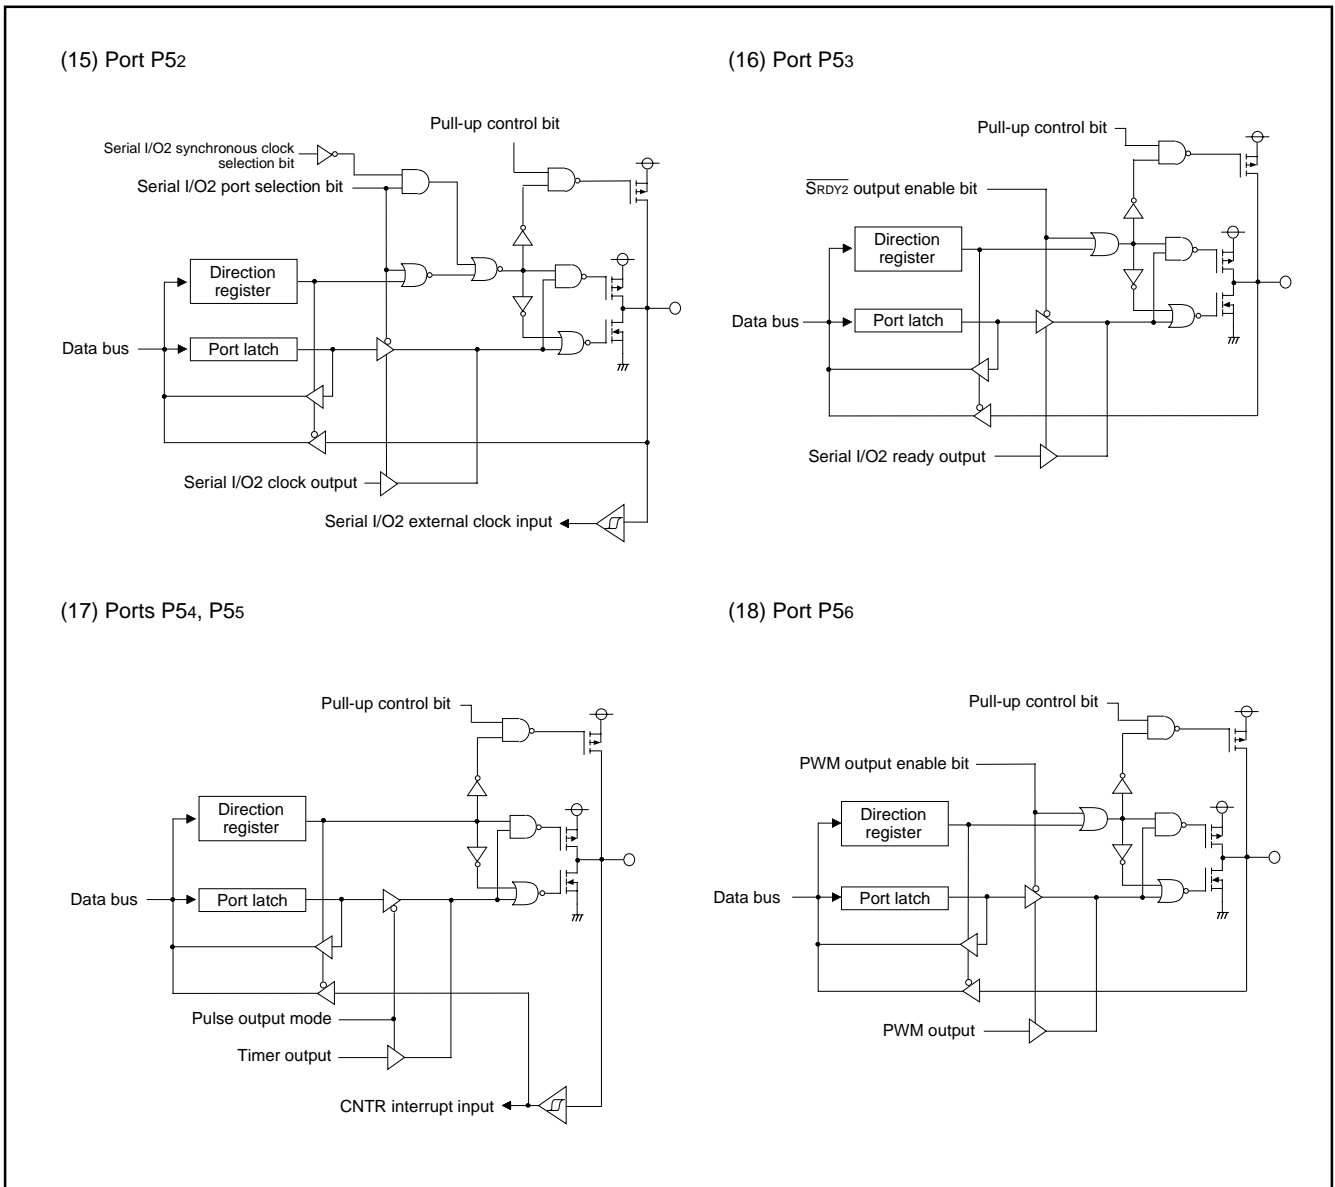 (15) Port P52
Pull-up control bit
Serial I/O2 synchronous clock
selection bit
Serial I/O2 port selection bit
Direction
register
Port latch
Data bus
Serial I/O2 clock output
Serial I/O2 external clock input
(16) Port P53
Pull-up control bit
SRDY2 output enable bit
Direction
register
Port latch
Data bus
Serial I/O2 ready output
(17) Ports P54, P55
Pull-up control bit
Direction
register
Port latch
Data bus
Pulse output mode
Timer output
CNTR interrupt input
(18) Port P56
Pull-up control bit
PWM output enable bit
Direction
register
Port latch
Data bus
PWM output